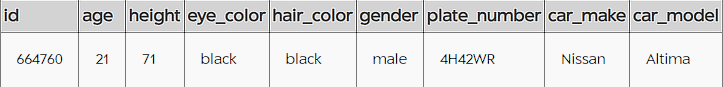 id age height eye_color hair_color gender plate_number car_make car_model
664760 21 71 black black male 4H42WR Nissan Altima